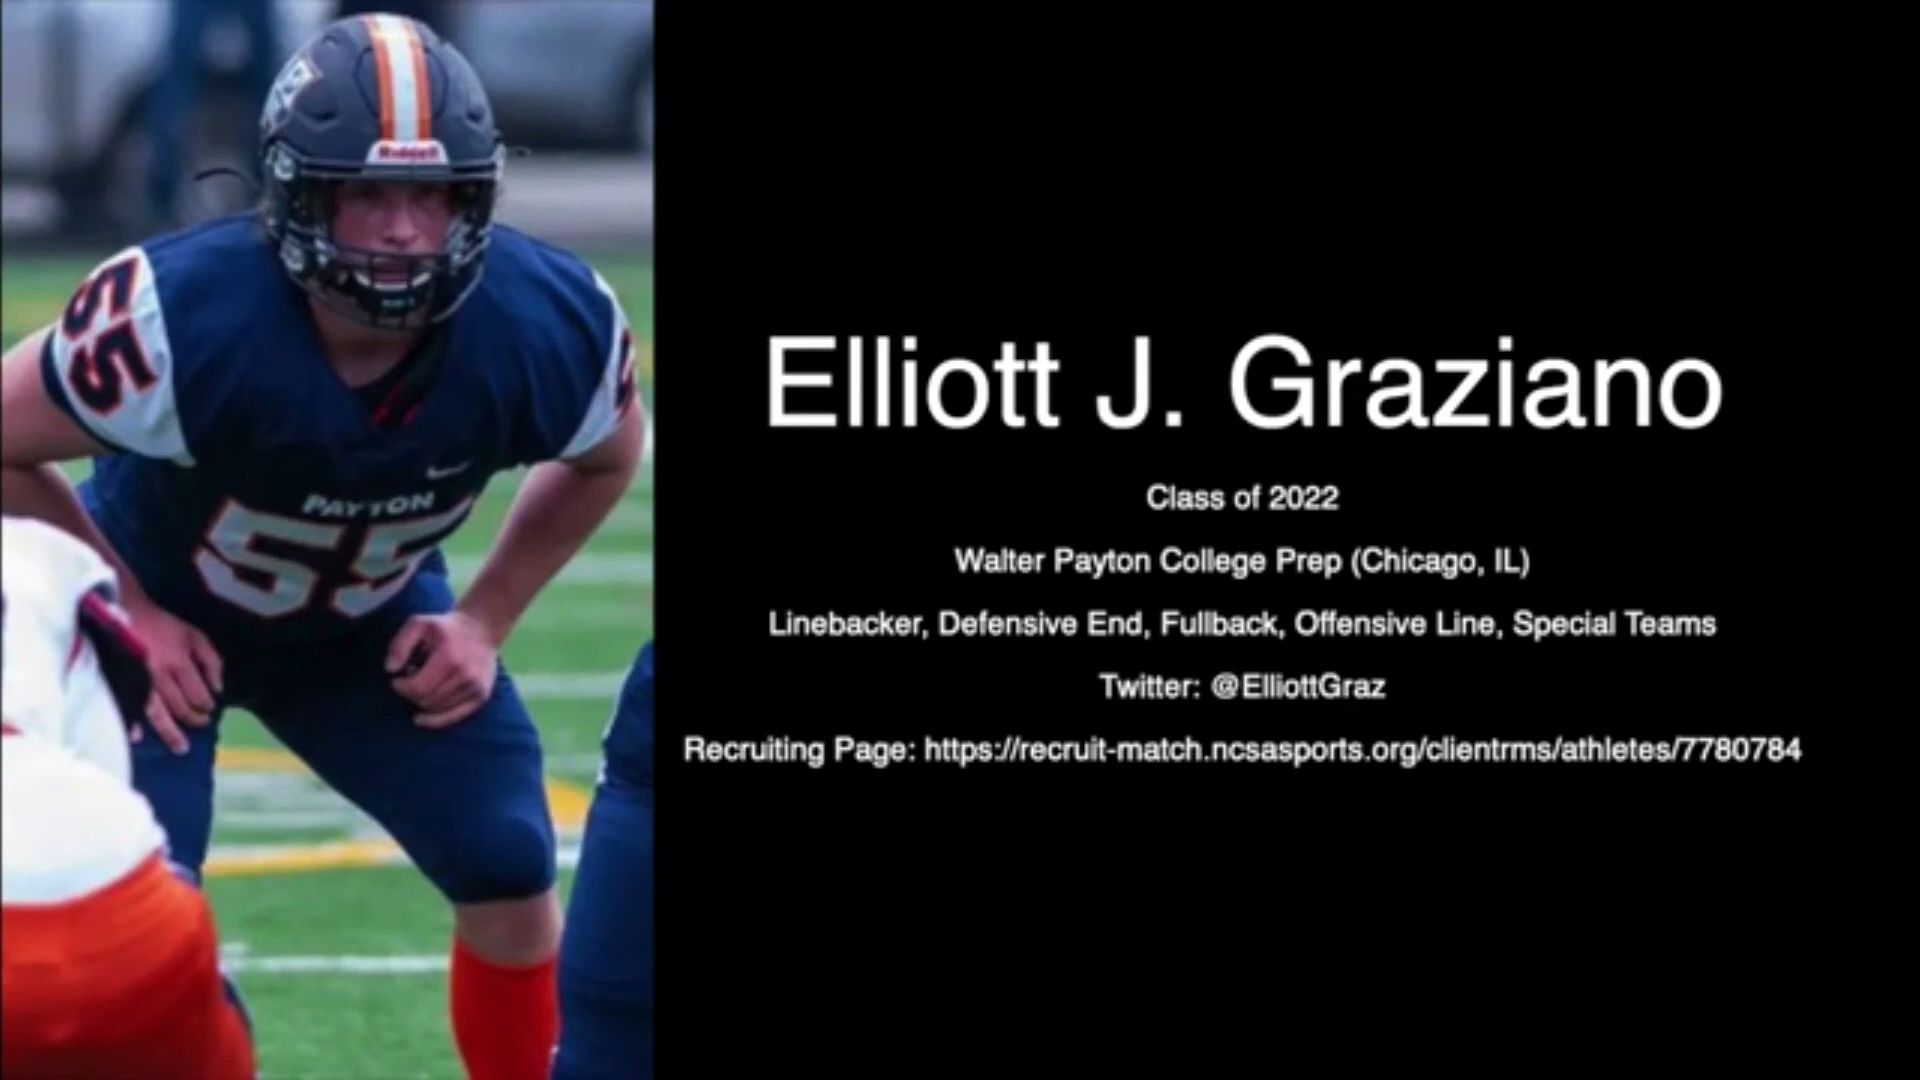 Riddell
55
PAYTON
55
Elliott J. Graziano
Class of 2022
Walter Payton College Prep (Chicago, IL)
Linebacker, Defensive End, Fullback, Offensive Line, Special Teams
Twitter: @ElliottGraz
Recruiting Page: https://recruit-match.ncsasports.org/clientrms/athletes/7780784